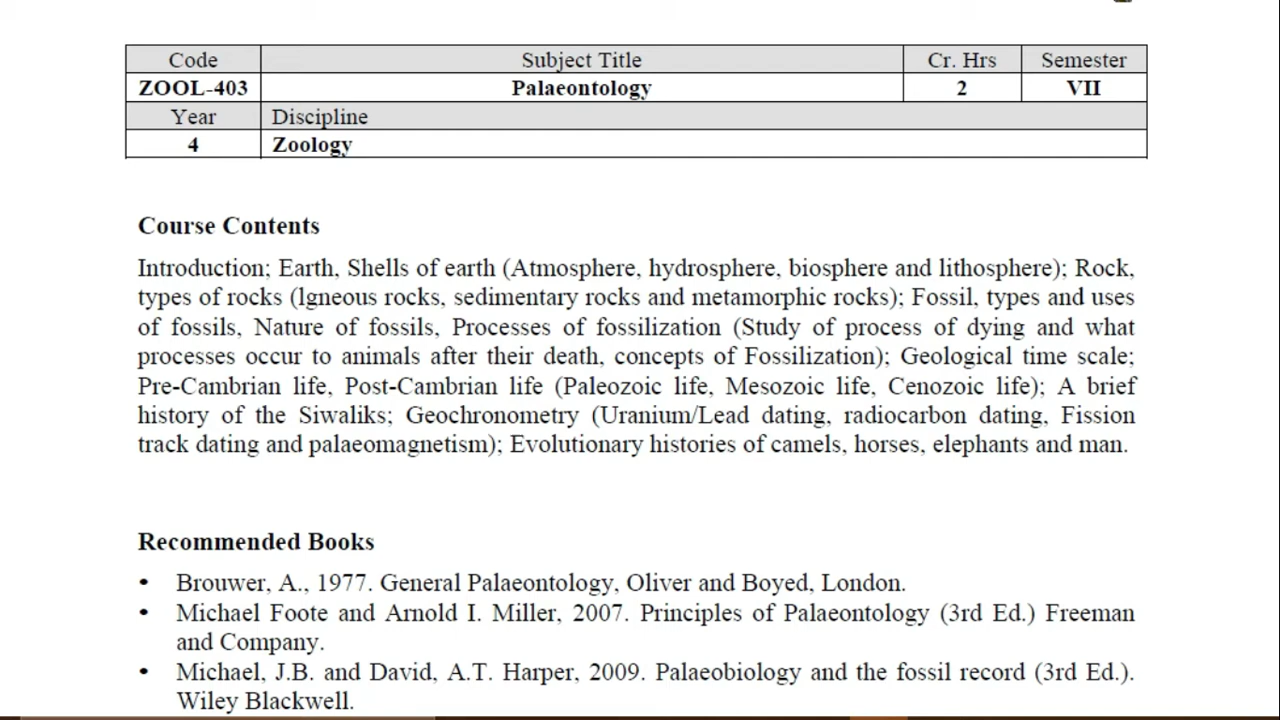 Code Subject Title Cr. Hrs Semester
ZOOL-403 Palaeontology 2 VII
Year Discipline
4 Zoology
Course Contents
Introduction; Earth, Shells of earth (Atmosphere, hydrosphere, biosphere and lithosphere); Rock,
types of rocks (lgneous rocks, sedimentary rocks and metamorphic rocks); Fossil, types and uses
of fossils, Nature of fossils, Processes of fossilization (Study of process of dying and what
processes occur to animals after their death, concepts of Fossilization); Geological time scale;
Pre-Cambrian life, Post-Cambrian life (Paleozoic life, Mesozoic life, Cenozoic life); A brief
history of the Siwaliks; Geochronometry (Uranium/Lead dating, radiocarbon dating, Fission
track dating and palaeomagnetism); Evolutionary histories of camels, horses, elephants and man.
Recommended Books
• Brouwer, A., 1977. General Palaeontology, Oliver and Boyed, London.
• Michael Foote and Arnold I. Miller, 2007. Principles of Palaeontology (3rd Ed.) Freeman
and Company.
• Michael, J.B. and David, A.T. Harper, 2009. Palaeobiology and the fossil record (3rd Ed.).
Wiley Blackwell.